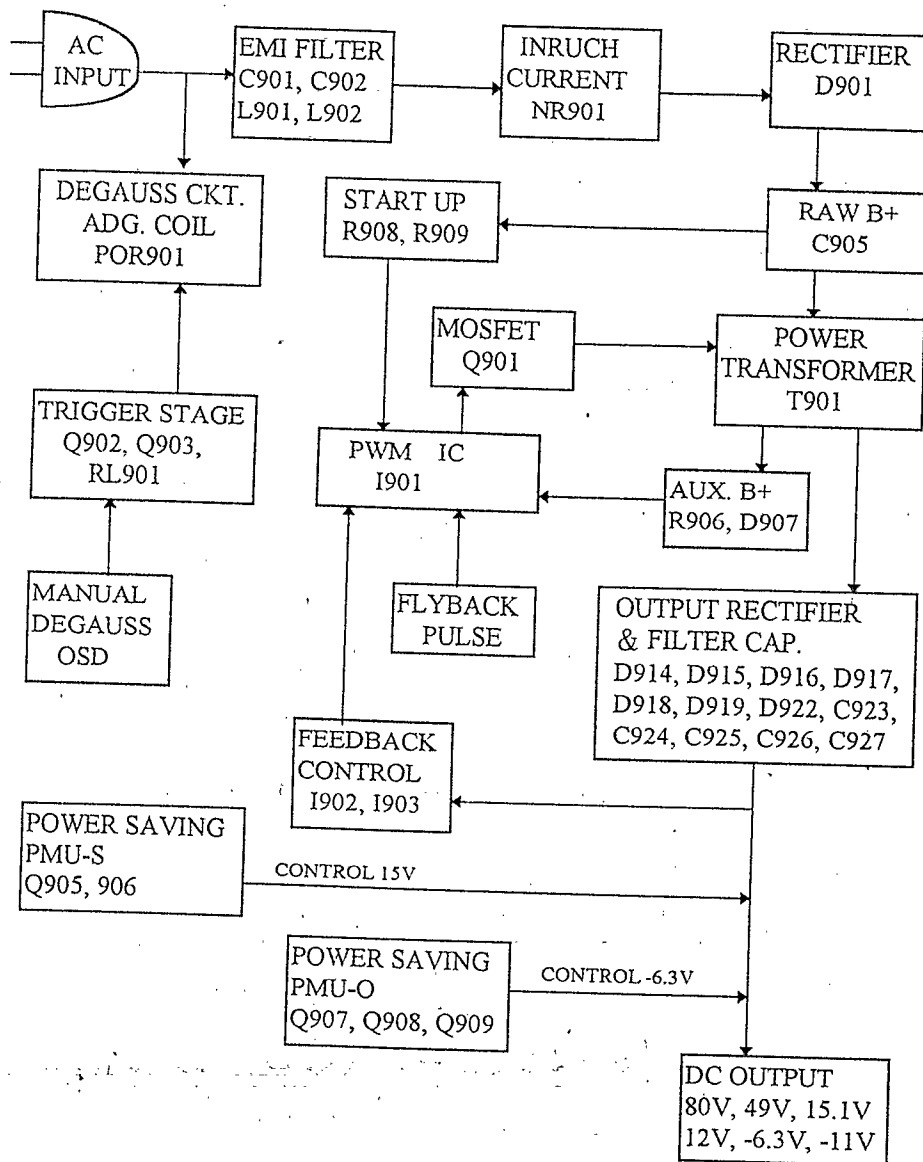 AC
INPUT
EMI FILTER
C901, C902
L901, L902
INRUCH
CURRENT
NR901
RECTIFIER
D901
DEGAUSS CKT.
ADG. COIL
POR901
START UP
R908, R909
RAW B+
C905
MOSFET
Q901
POWER
TRANSFORMER
T901
TRIGGER STAGE
Q902, Q903,
RL901
PWM IC
I901
AUX. B+
R906, D907
MANUAL
DEGAUSS
OSD
FLYBACK
PULSE
OUTPUT RECTIFIER
& FILTER CAP.
D914, D915, D916, D917,
D918, D919, D922, C923,
C924, C925, C926, C927
FEEDBACK
CONTROL
I902, I903
POWER SAVING
PMU-S
Q905, 906
CONTROL 15V
POWER SAVING
PMU-O
Q907, Q908, Q909
CONTROL -6.3V
DC OUTPUT
80V, 49V, 15.1V
12V, -6.3V, -11V